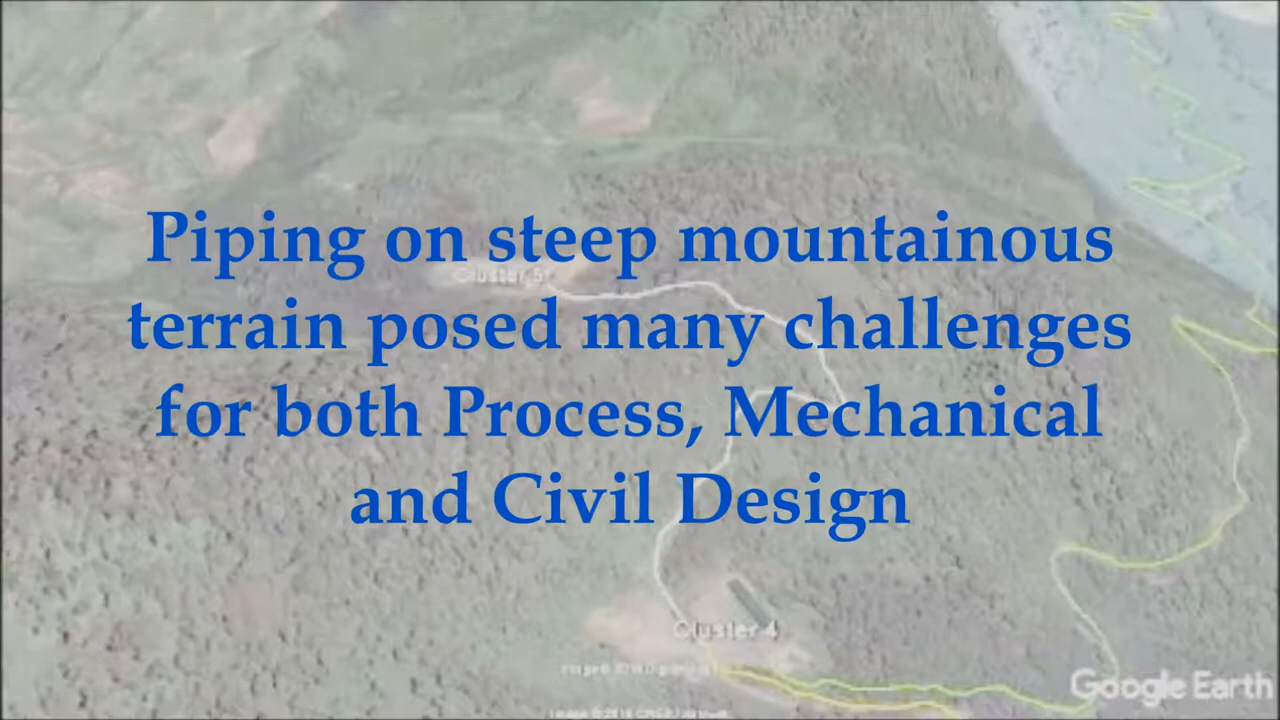 Piping on steep mountainous
Cluster 5
terrain posed many challenges
for both Process, Mechanical
and Civil Design
Cluster 4
Google Earth